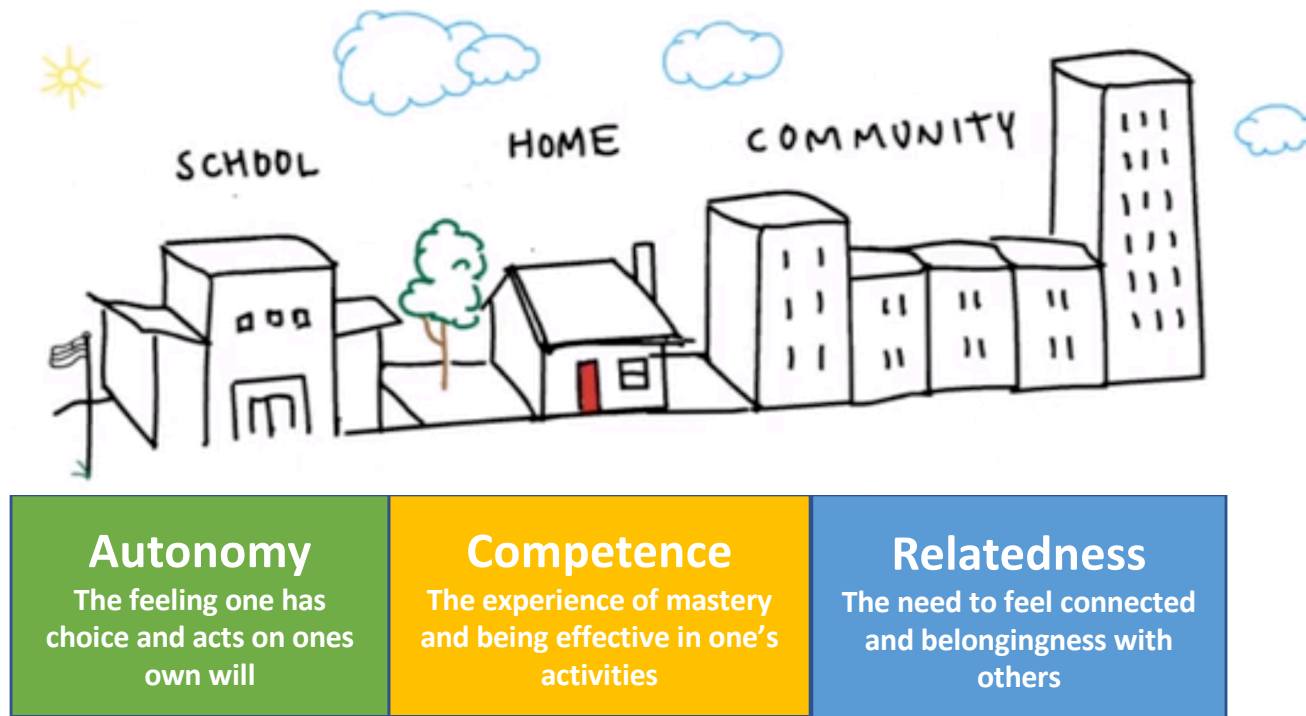 SCHOOL
HOME
COMMUNITY
Autonomy
The feeling one has
choice and acts on ones
own will
Competence
The experience of mastery
and being effective in one’s
activities
Relatedness
The need to feel connected
and belongingness with
others